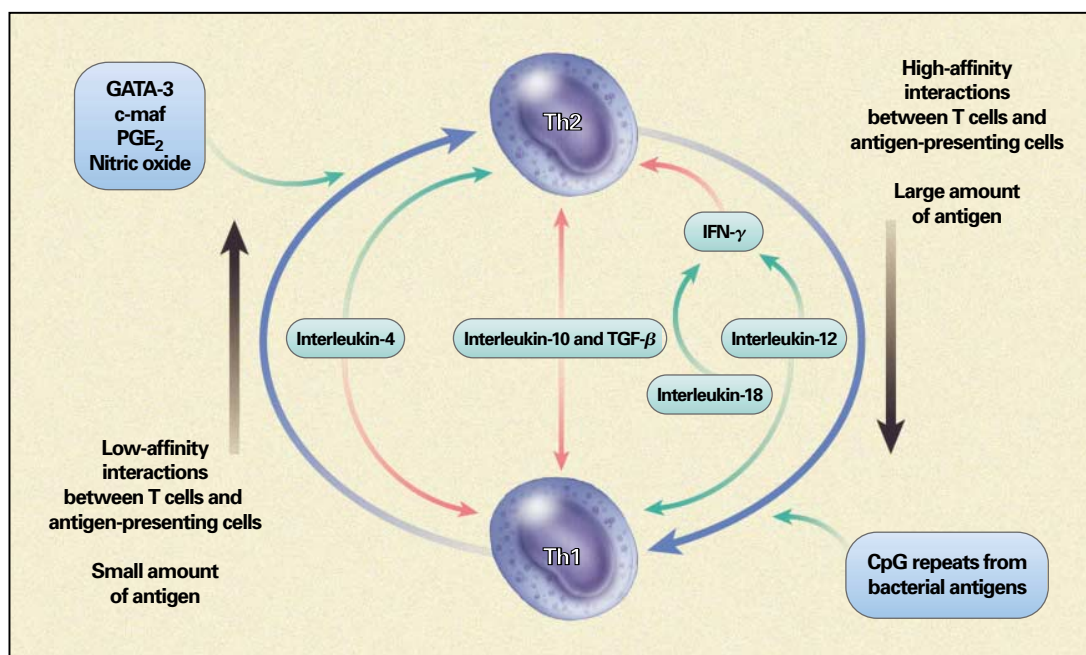 GATA-3
c-maf
PGE₂
Nitric oxide
Th2
High-affinity
interactions
between T cells and
antigen-presenting cells
Large amount
of antigen
IFN-γ
Interleukin-4
Interleukin-10 and TGF-β
Interleukin-12
Interleukin-18
Low-affinity
interactions
between T cells and
antigen-presenting cells
Small amount
of antigen
Th1
CpG repeats from
bacterial antigens